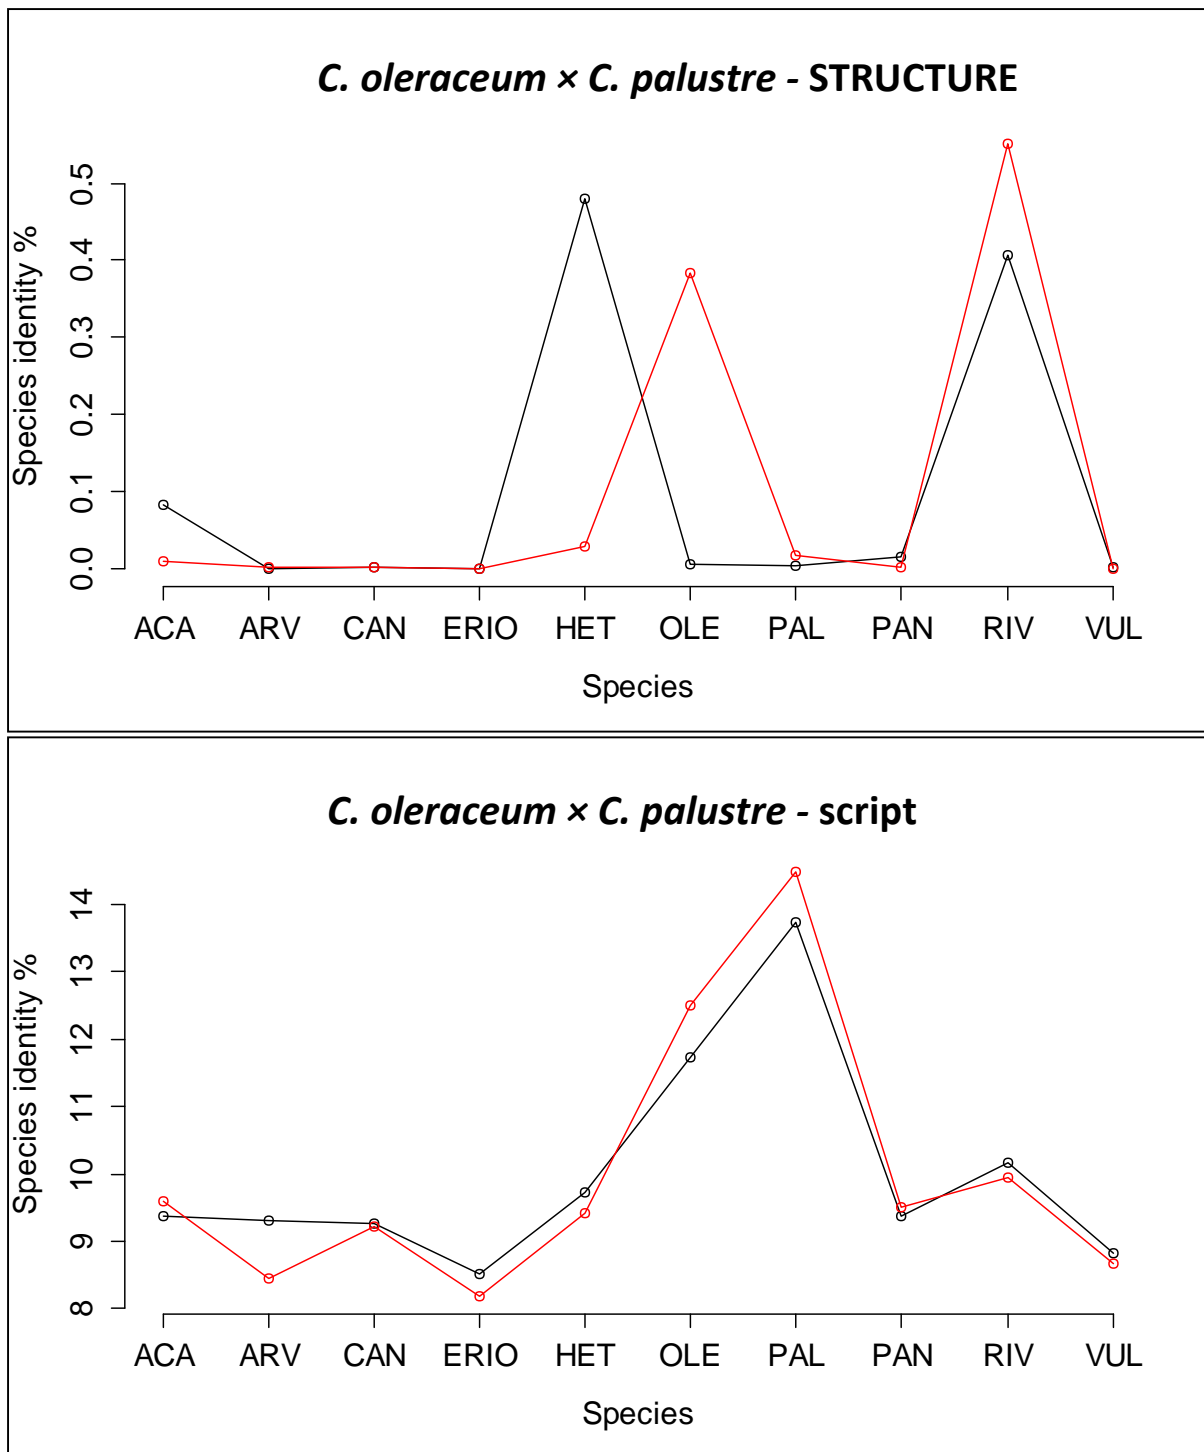 C. oleraceum × C. palustre - STRUCTURE
Species identity %
0.5
0.4
0.3
0.2
0.1
0.0
ACA ARV CAN ERIO HET OLE PAL PAN RIV VUL
Species
C. oleraceum × C. palustre - script
Species identity %
14
13
12
11
10
9
8
ACA ARV CAN ERIO HET OLE PAL PAN RIV VUL
Species